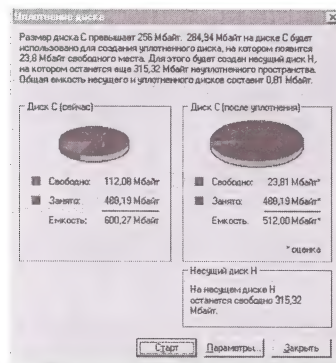 Уплотнение диска
Размер диска C превышает 256 Мбайт. 284,94 Мбайт на диске C будет
использовано для создания уплотненного диска, на котором появится
23,8 Мбайт свободного места. Для этого будет создан несущий диск H,
на котором останется еще 315,32 Мбайт неуплотненного пространства.
Общая емкость несущего и уплотненного дисков составит 0,81 Мбайт.
Диск C (сейчас)
Свободно: 112,08 Мбайт
Занято: 488,19 Мбайт
Емкость: 600,27 Мбайт
Диск C (после уплотнения)
Свободно: 23,81 Мбайт*
Занято: 488,19 Мбайт*
Емкость: 512,00 Мбайт*
* оценка
Несущий диск H
На несущем диске H
останется свободно 315,32
Мбайт.
Старт
Параметры...
Закрыть